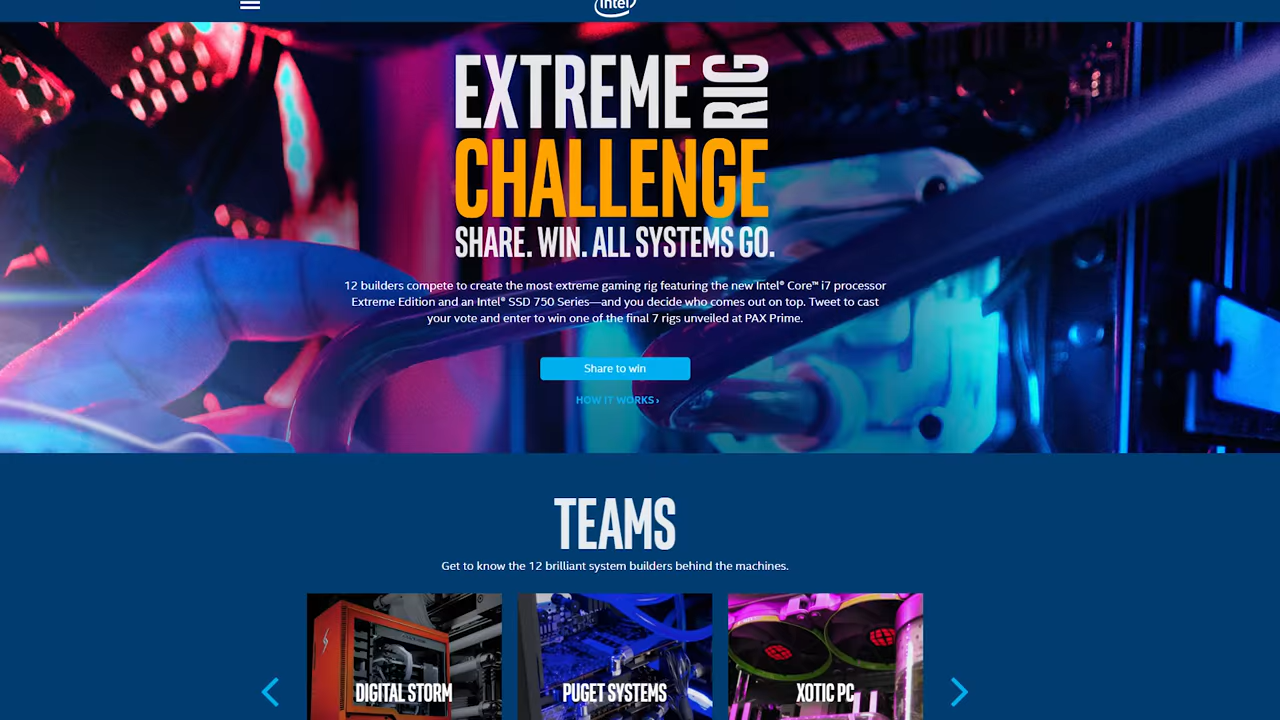 intel
EXTREME RIG
CHALLENGE
SHARE. WIN. ALL SYSTEMS GO.
12 builders compete to create the most extreme gaming rig featuring the new Intel® Core™ i7 processor
Extreme Edition and an Intel® SSD 750 Series—and you decide who comes out on top. Tweet to cast
your vote and enter to win one of the final 7 rigs unveiled at PAX Prime.
Share to win
HOW IT WORKS ›
TEAMS
Get to know the 12 brilliant system builders behind the machines.
DIGITAL STORM
PUGET SYSTEMS
XOTIC PC